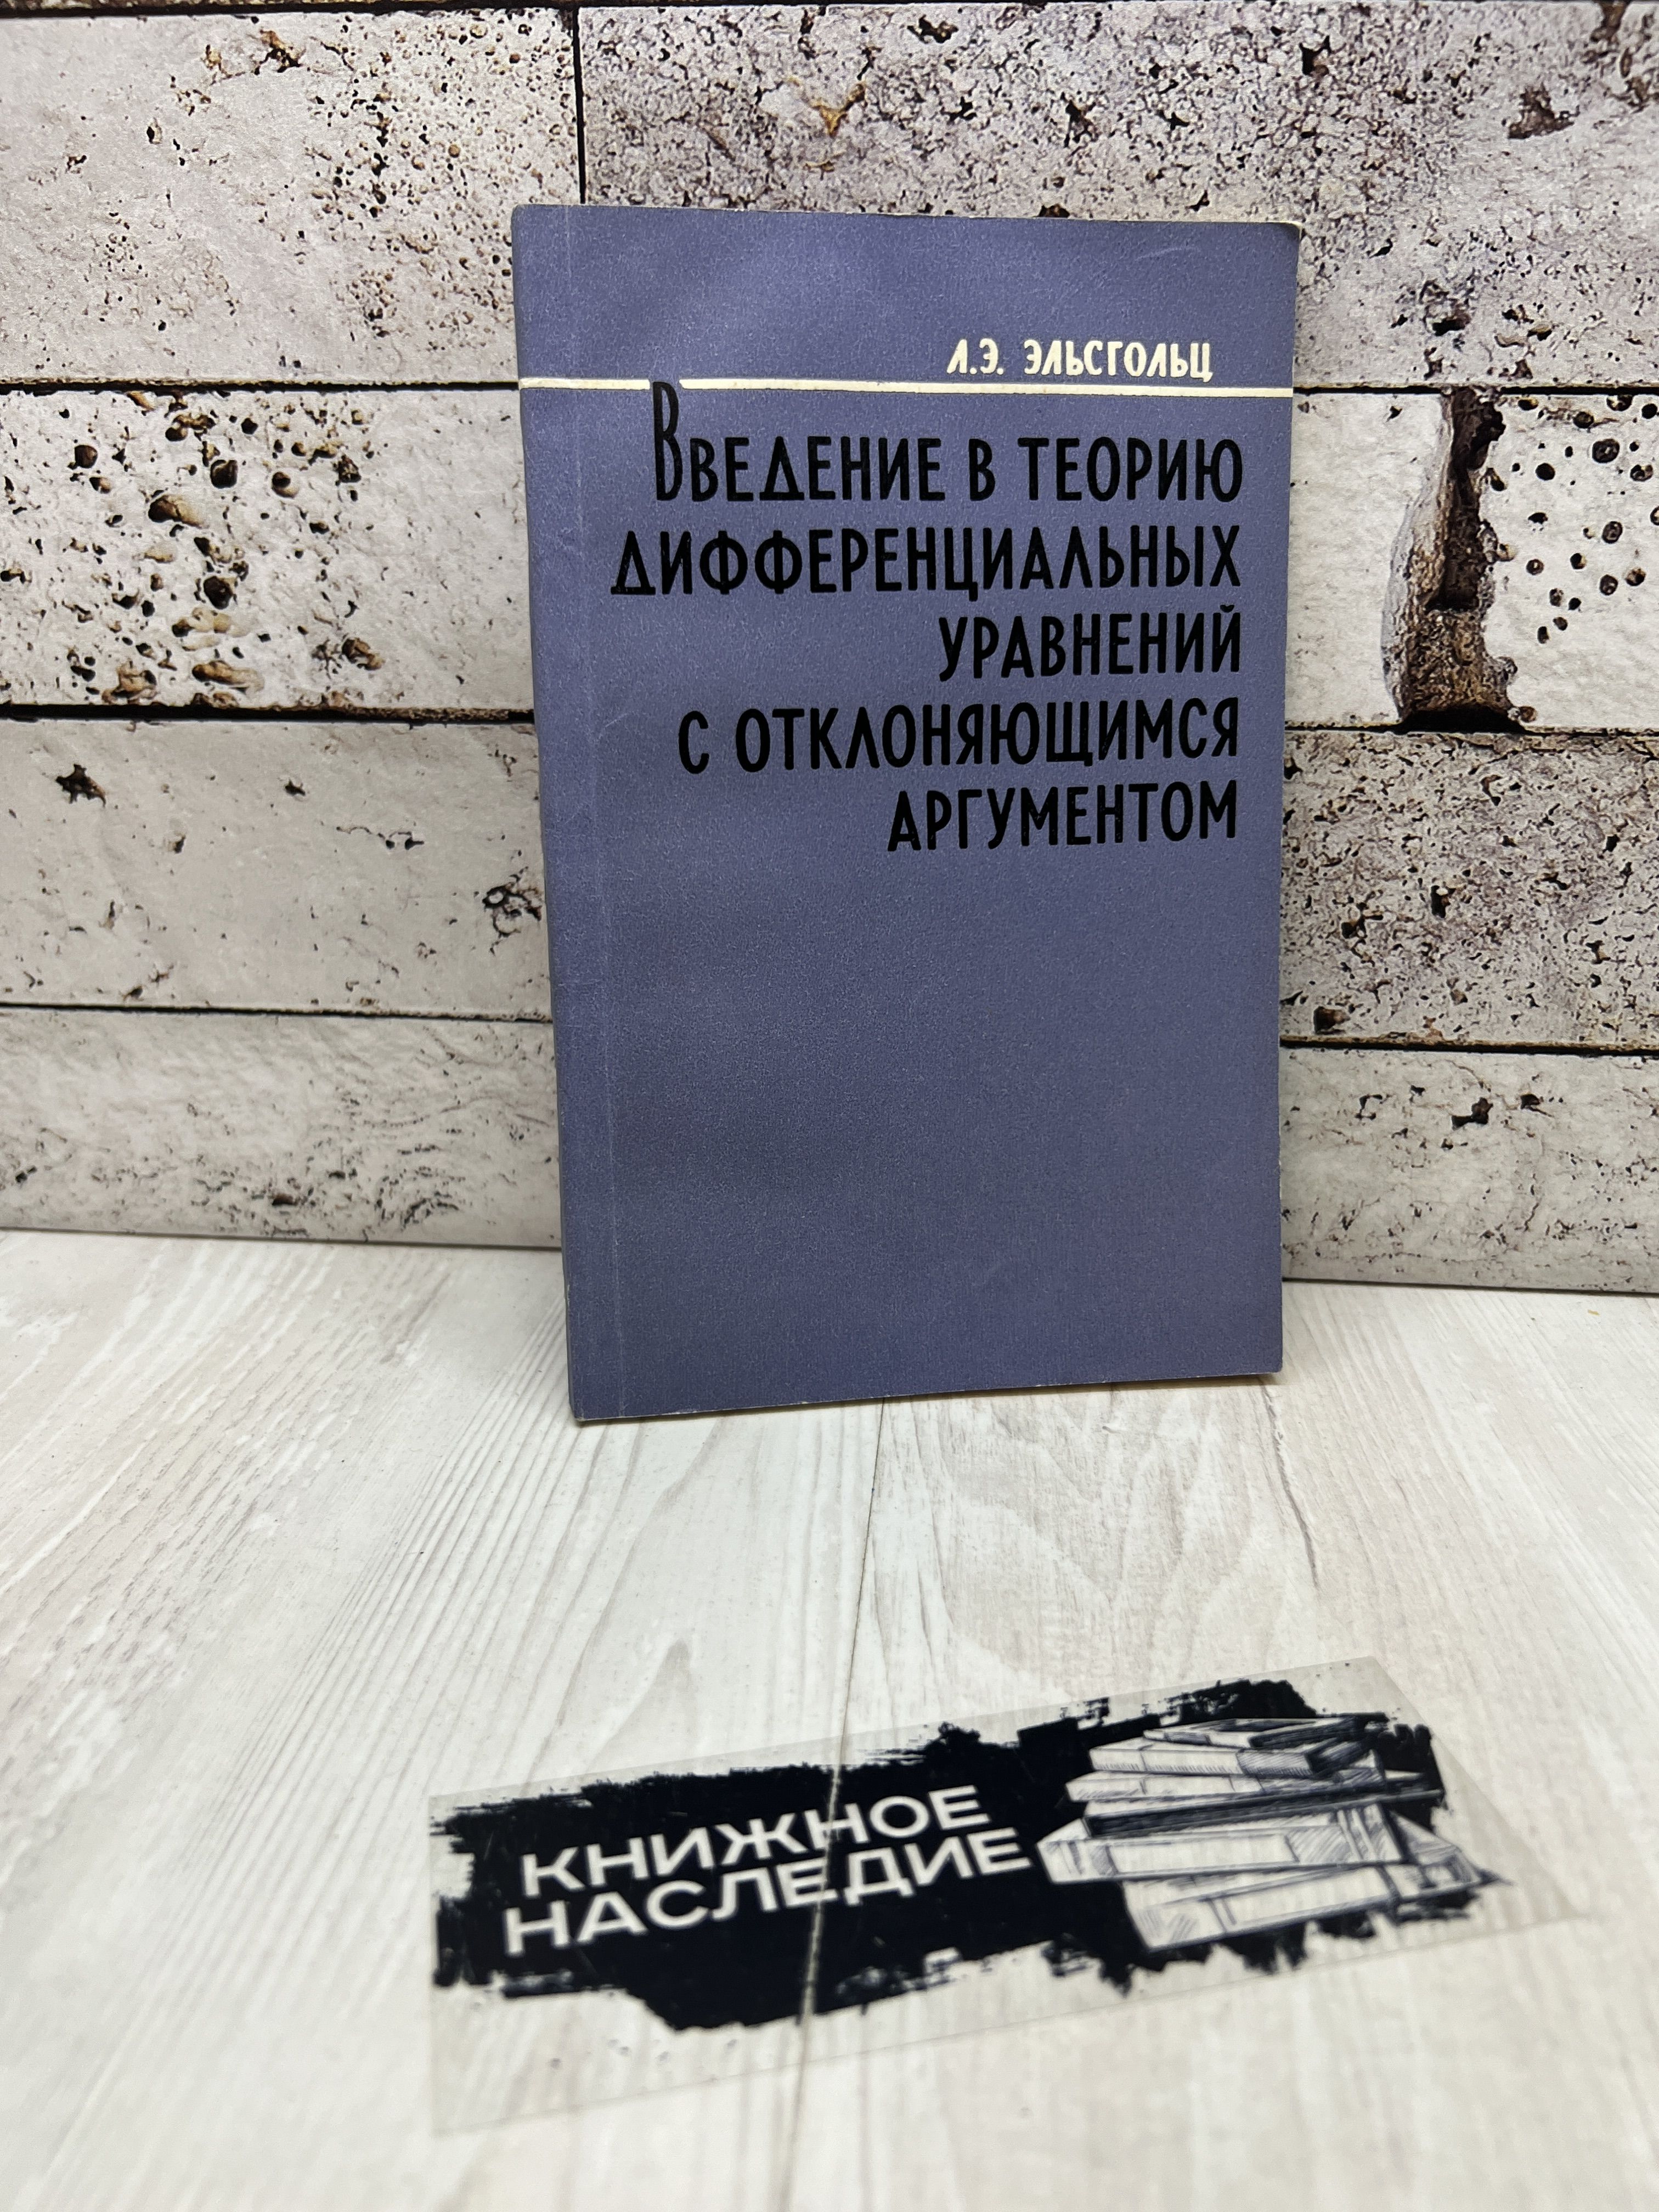 Л.Э. ЭЛЬСГОЛЬЦ
ВВЕДЕНИЕ В ТЕОРИЮ
ДИФФЕРЕНЦИАЛЬНЫХ
УРАВНЕНИЙ
С ОТКЛОНЯЮЩИМСЯ
АРГУМЕНТОМ
КНИЖНОЕ
НАСЛЕДИЕ